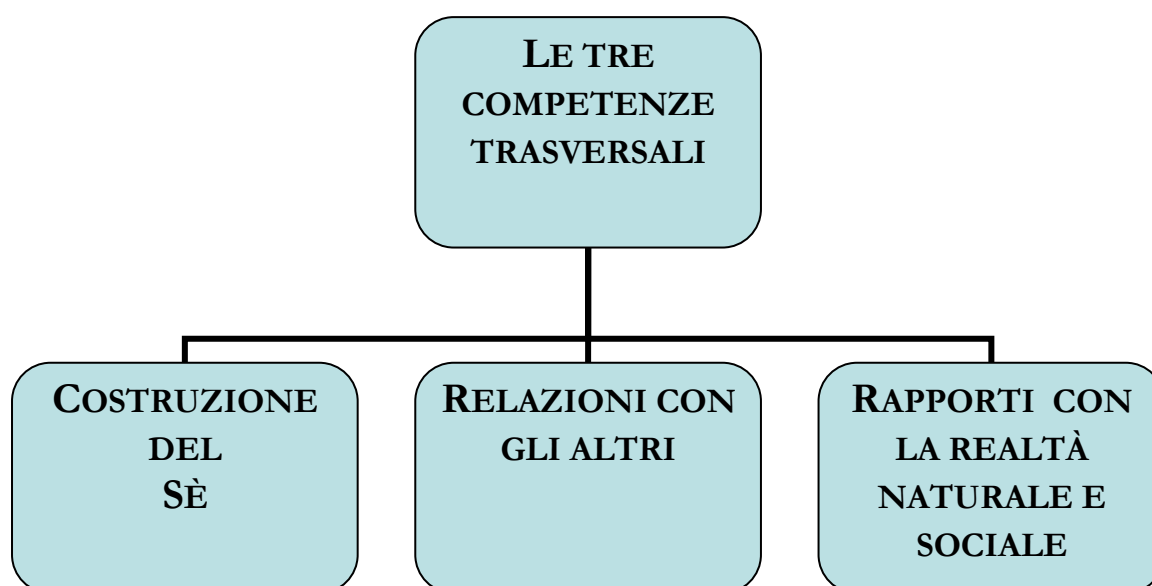 LE TRE
COMPETENZE
TRASVERSALI
COSTRUZIONE
DEL
SÈ
RELAZIONI CON
GLI ALTRI
RAPPORTI CON
LA REALTÀ
NATURALE E
SOCIALE